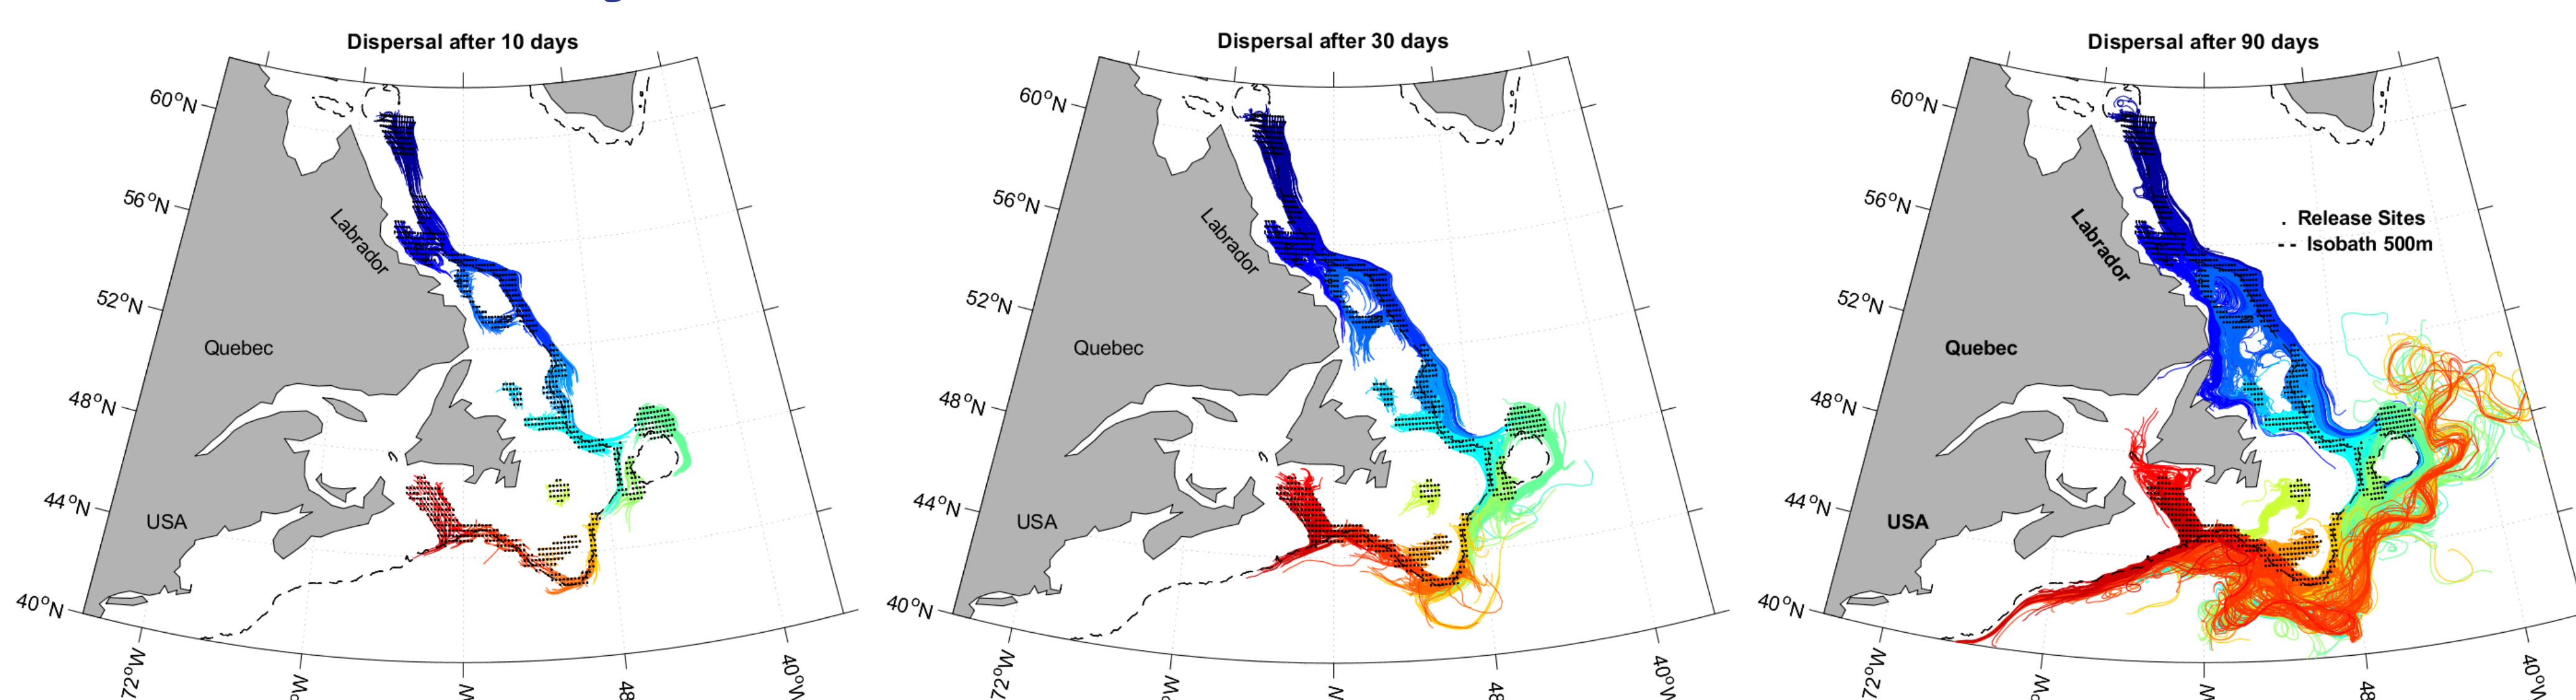 Dispersal after 10 days
60°N
56°N
52°N
48°N
44°N
40°N
Labrador
Quebec
USA
72°W
°W
W
48
40°W
Dispersal after 30 days
60°N
56°N
52°N
48°N
44°N
40°N
Labrador
Quebec
USA
72°W
°W
W
48
40°W
Dispersal after 90 days
60°N
56°N
52°N
48°N
44°N
40°N
Labrador
Quebec
USA
. Release Sites
-- Isobath 500m
72°W
°W
W
48
40°W